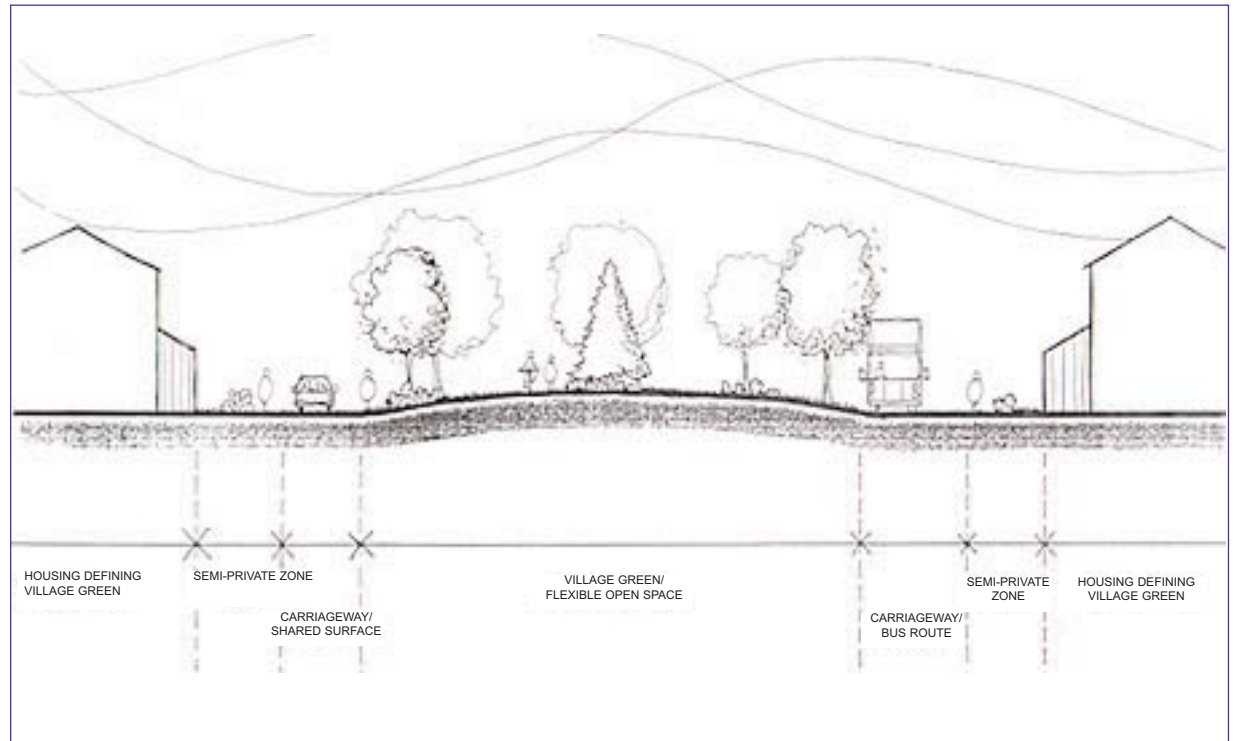 HOUSING DEFINING
VILLAGE GREEN
SEMI-PRIVATE ZONE
CARRIAGEWAY/
SHARED SURFACE
VILLAGE GREEN/
FLEXIBLE OPEN SPACE
CARRIAGEWAY/
BUS ROUTE
SEMI-PRIVATE
ZONE
HOUSING DEFINING
VILLAGE GREEN